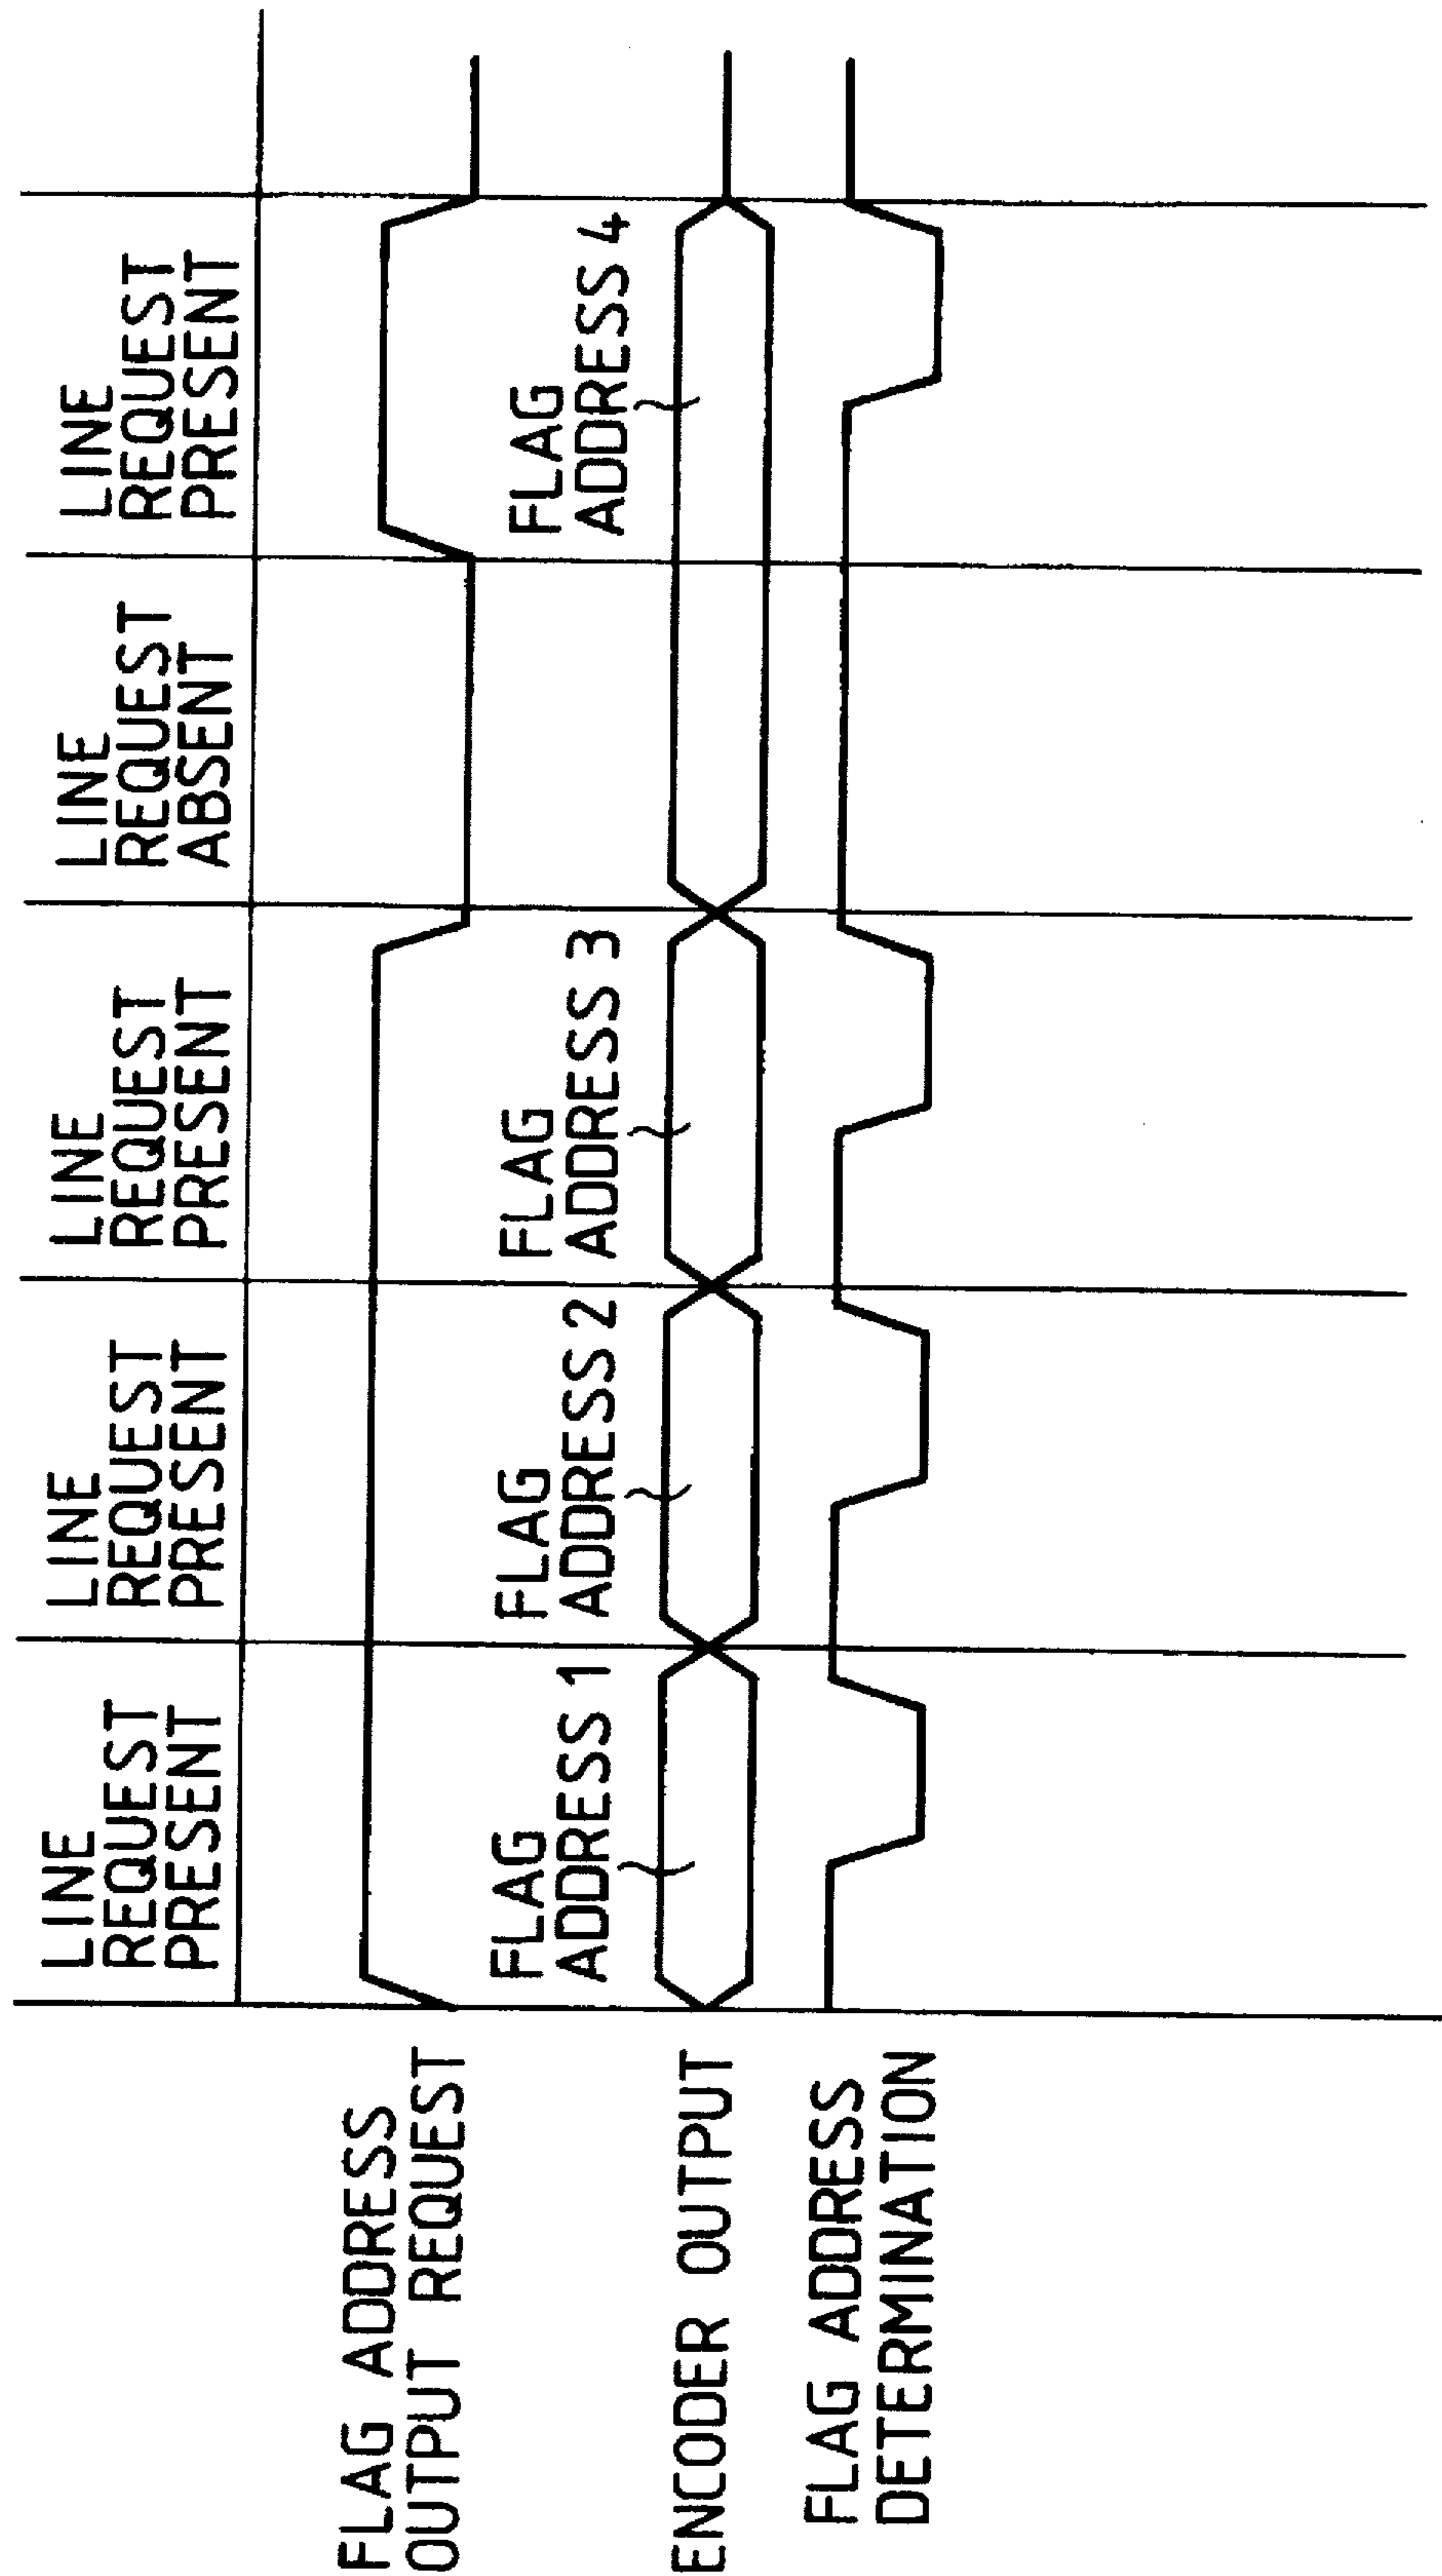 LINE
REQUEST
PRESENT
LINE
REQUEST
PRESENT
LINE
REQUEST
PRESENT
LINE
REQUEST
ABSENT
LINE
REQUEST
PRESENT
FLAG ADDRESS
OUTPUT REQUEST
FLAG
ADDRESS 1
FLAG
ADDRESS 2
FLAG
ADDRESS 3
FLAG
ADDRESS 4
ENCODER OUTPUT
FLAG ADDRESS
DETERMINATION